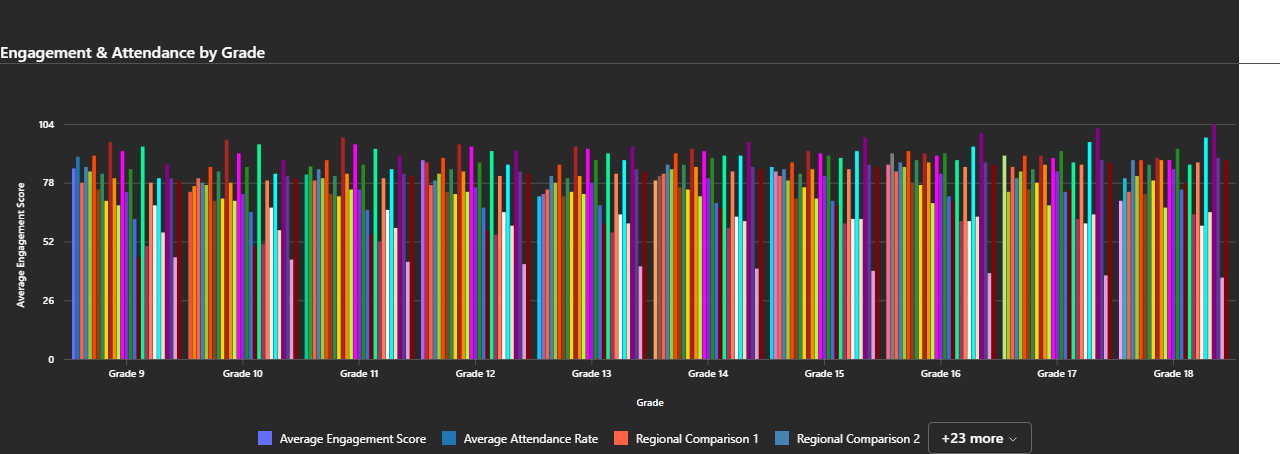 Engagement & Attendance by Grade
104
78
52
26
0
Average Engagement Score
Grade 9 Grade 10 Grade 11 Grade 12 Grade 13 Grade 14 Grade 15 Grade 16 Grade 17 Grade 18
Grade
Average Engagement Score Average Attendance Rate Regional Comparison 1 Regional Comparison 2 +23 more